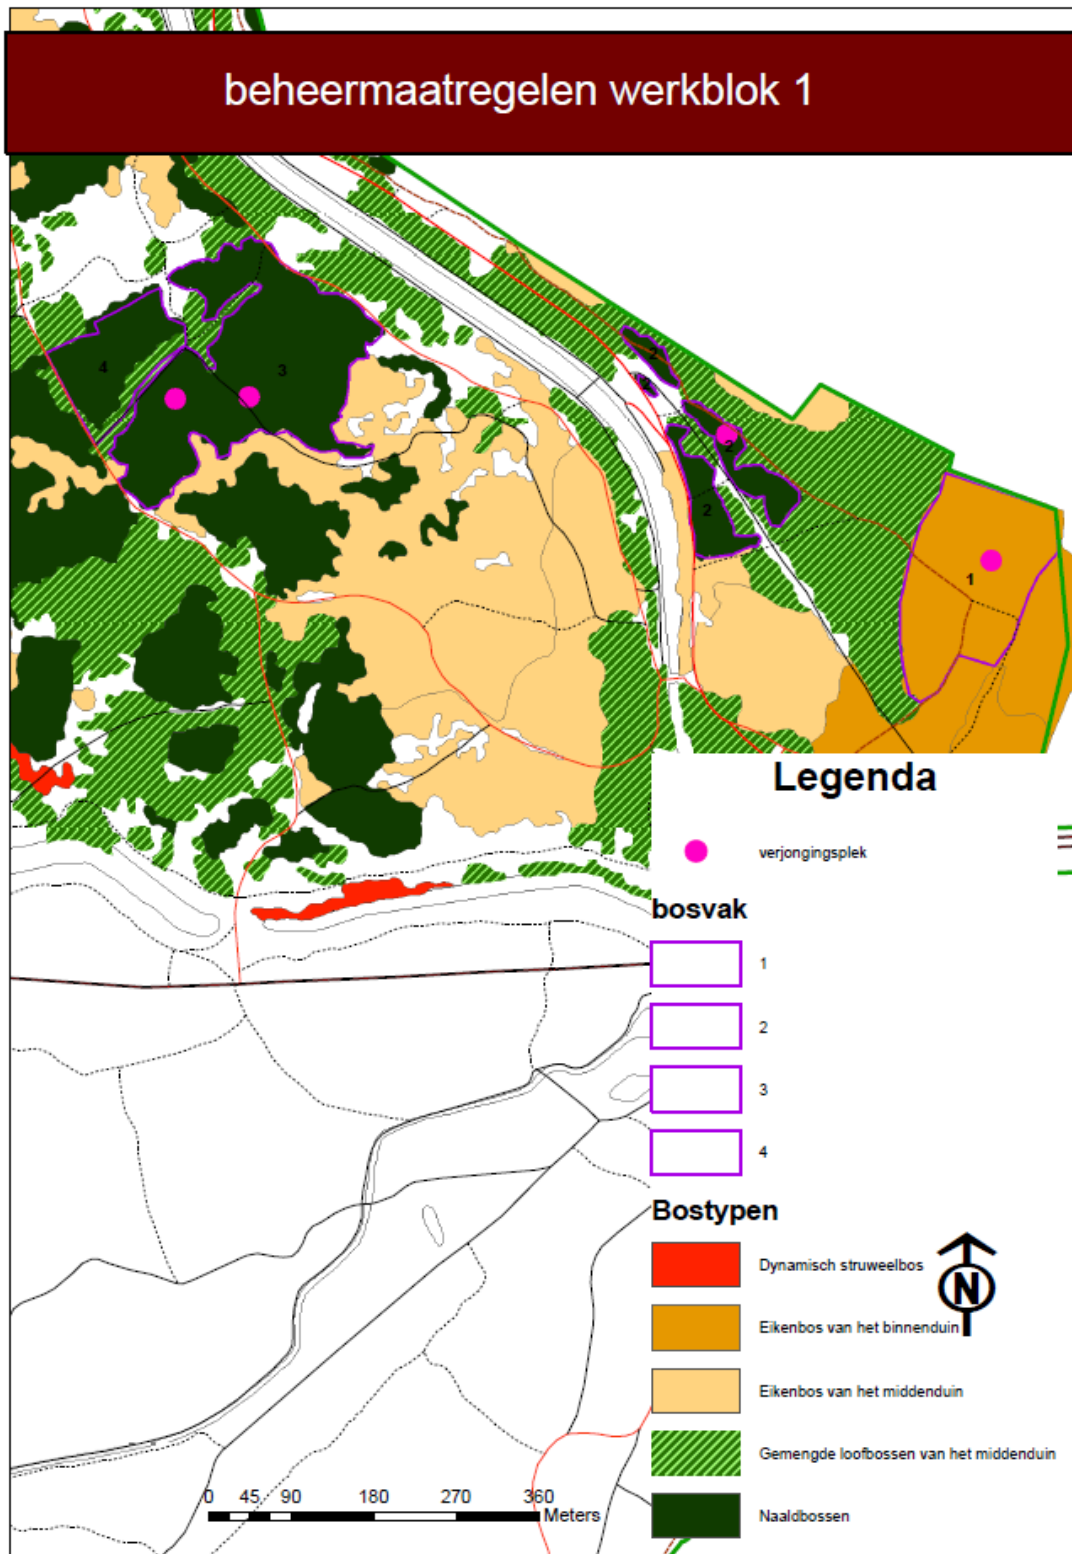 beheermaatregelen werkblok 1
4
3
2
2
2
2
1
Legenda
verjongingsplek
bosvak
1
2
3
4
Bostypen
Dynamisch struweelbos
N
Eikenbos van het binnenduin
Eikenbos van het middenduin
Gemengde loofbossen van het middenduin
Naaldbossen
0 45 90 180 270 360
Meters